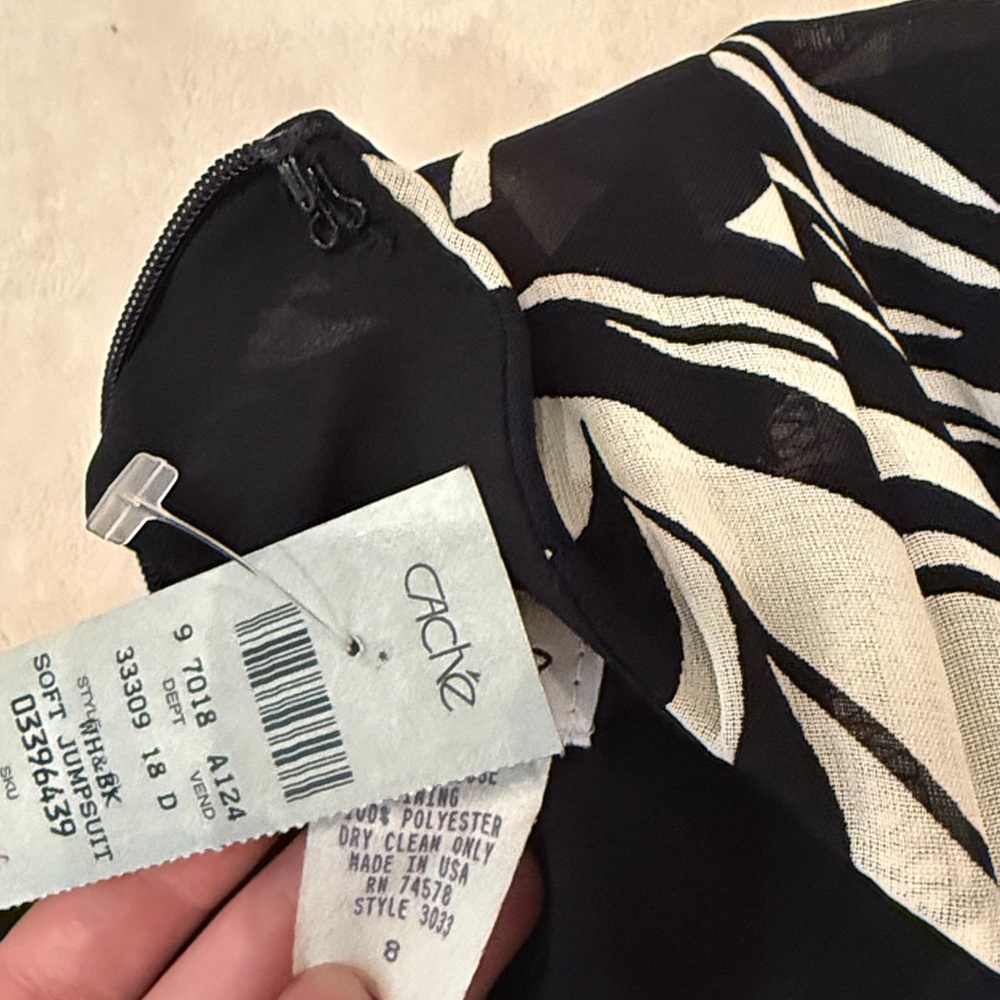 CACHÉ
9 7018 A124
DEPT VEND
33309 18 D
STYLE WH&BK
SOFT JUMPSUIT
03396439
SKU
100% POLYESTER
DRY CLEAN ONLY
MADE IN USA
RN 74578
STYLE 3033
8